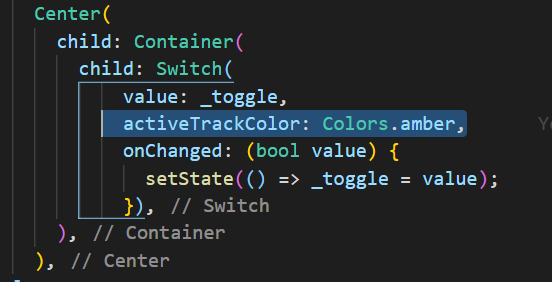 Center(
child: Container(
child: Switch(
value: _toggle,
activeTrackColor: Colors.amber,
onChanged: (bool value) {
setState(() => _toggle = value);
}), // Switch
), // Container
), // Center